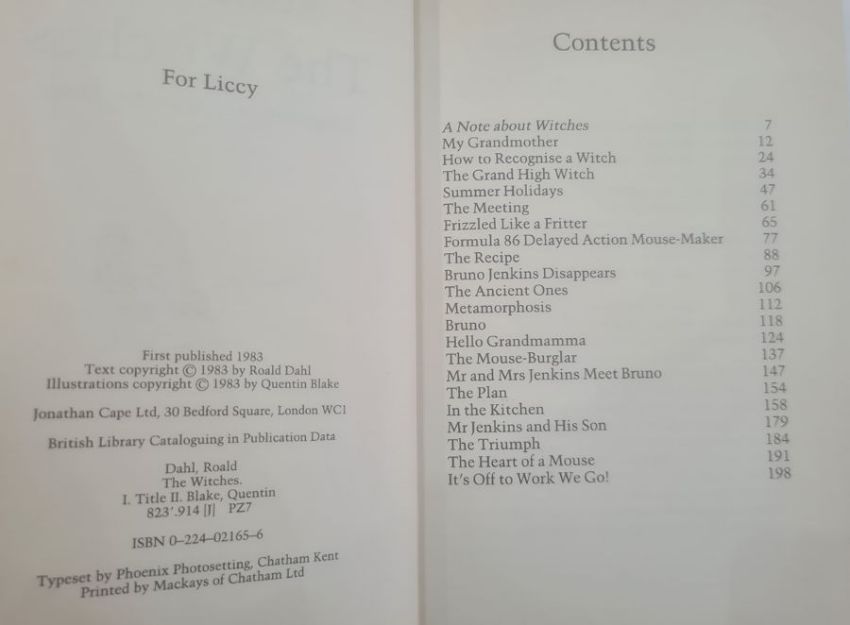 For Liccy
First published 1983
Text copyright © 1983 by Roald Dahl
Illustrations copyright © 1983 by Quentin Blake
Jonathan Cape Ltd, 30 Bedford Square, London WC1
British Library Cataloguing in Publication Data
Dahl, Roald
The Witches.
I. Title II. Blake, Quentin
823'.914 [J] PZ7
ISBN 0–224–02165–6
Typeset by Phoenix Photosetting, Chatham Kent
Printed by Mackays of Chatham Ltd
Contents
A Note about Witches 7
My Grandmother 12
How to Recognise a Witch 24
The Grand High Witch 34
Summer Holidays 47
The Meeting 61
Frizzled Like a Fritter 65
Formula 86 Delayed Action Mouse-Maker 77
The Recipe 88
Bruno Jenkins Disappears 97
The Ancient Ones 106
Metamorphosis 112
Bruno 118
Hello Grandmamma 124
The Mouse-Burglar 137
Mr and Mrs Jenkins Meet Bruno 147
The Plan 154
In the Kitchen 158
Mr Jenkins and His Son 179
The Triumph 184
The Heart of a Mouse 191
It's Off to Work We Go! 198